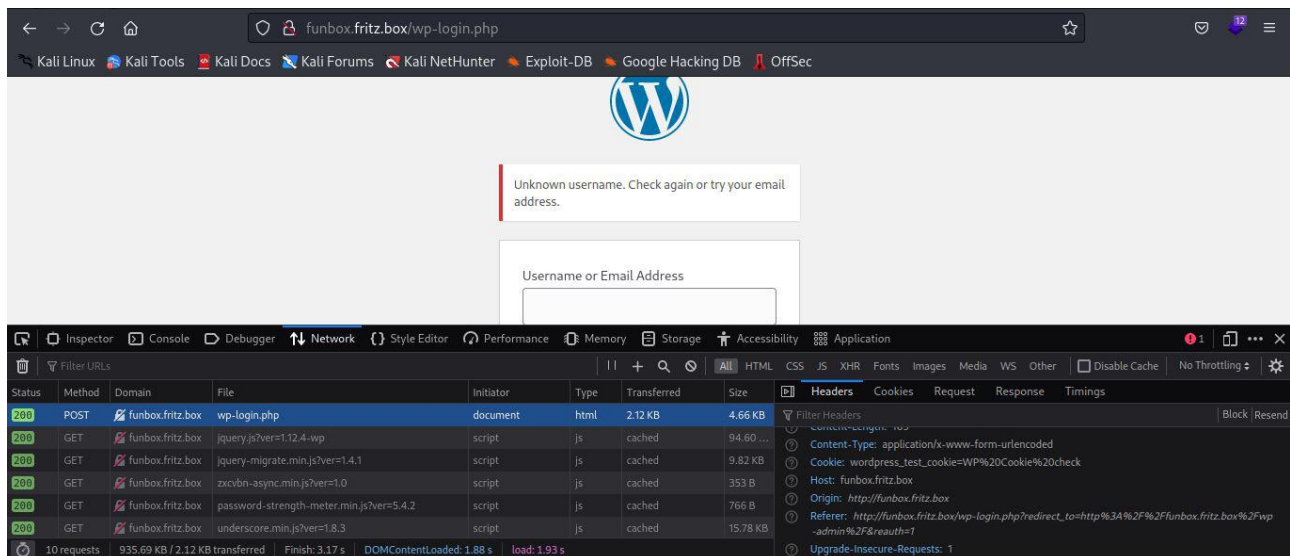 funbox.fritz.box/wp-login.php
12
Kali Linux Kali Tools Kali Docs Kali Forums Kali NetHunter Exploit-DB Google Hacking DB OffSec
Unknown username. Check again or try your email
address.
Username or Email Address
Inspector Console Debugger Network {} Style Editor Performance Memory Storage Accessibility Application 1
Filter URLs All HTML CSS JS XHR Fonts Images Media WS Other Disable Cache No Throttling
Status Method Domain File Initiator Type Transferred Size Headers Cookies Request Response Timings
200 POST funbox.fritz.box wp-login.php document html 2.12 KB 4.66 KB Filter Headers Block Resend
200 GET funbox.fritz.box jquery.js?ver=1.12.4-wp script js cached 94.60 ...
200 GET funbox.fritz.box jquery-migrate.min.js?ver=1.4.1 script js cached 9.82 KB
200 GET funbox.fritz.box zxcvbn-async.min.js?ver=1.0 script js cached 353 B
200 GET funbox.fritz.box password-strength-meter.min.js?ver=5.4.2 script js cached 766 B
200 GET funbox.fritz.box underscore.min.js?ver=1.8.3 script js cached 15.78 KB
Content-Type: application/x-www-form-urlencoded
Cookie: wordpress_test_cookie=WP%20Cookie%20check
Host: funbox.fritz.box
Origin: http://funbox.fritz.box
Referer: http://funbox.fritz.box/wp-login.php?redirect_to=http%3A%2F%2Ffunbox.fritz.box%2Fwp
-admin%2F&reauth=1
Upgrade-Insecure-Requests: 1
10 requests 935.69 KB / 2.12 KB transferred Finish: 3.17 s DOMContentLoaded: 1.88 s load: 1.93 s